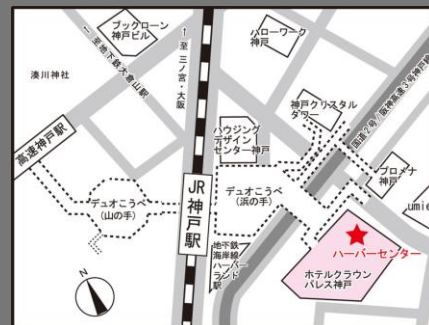 ブックローン
神戸ビル
←至地下鉄大倉山駅
湊川神社
高速神戸駅
←至 三ノ宮・大阪
ハローワーク
神戸
神戸クリスタル
タワー
国道2号/阪神高速3号神戸線
ハウジング
デザイン
センター神戸
プロメナ
神戸
umie
デュオこうべ
(山の手)
JR神戸駅
デュオこうべ
(浜の手)
地下鉄
海岸線
ハーバー
ランド
駅
ハーバーセンター
ホテルクラウン
パレス神戸
N